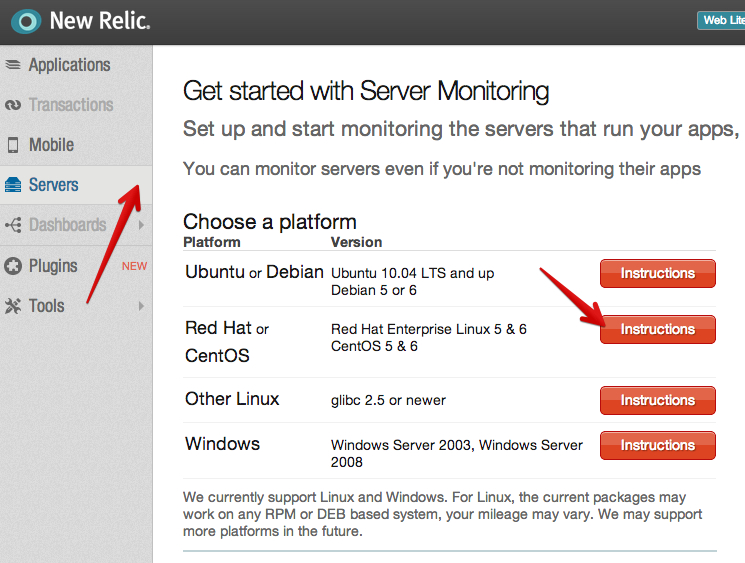 New Relic.
Web Lite
Applications
Transactions
Mobile
Servers
Dashboards
Plugins NEW
Tools
Get started with Server Monitoring
Set up and start monitoring the servers that run your apps,
You can monitor servers even if you're not monitoring their apps
Choose a platform
Platform Version
Ubuntu or Debian Ubuntu 10.04 LTS and up
Debian 5 or 6
Instructions
Red Hat or
CentOS
Red Hat Enterprise Linux 5 & 6
CentOS 5 & 6
Instructions
Other Linux glibc 2.5 or newer Instructions
Windows Windows Server 2003, Windows Server
2008
Instructions
We currently support Linux and Windows. For Linux, the current packages may
work on any RPM or DEB based system, your mileage may vary. We may support
more platforms in the future.